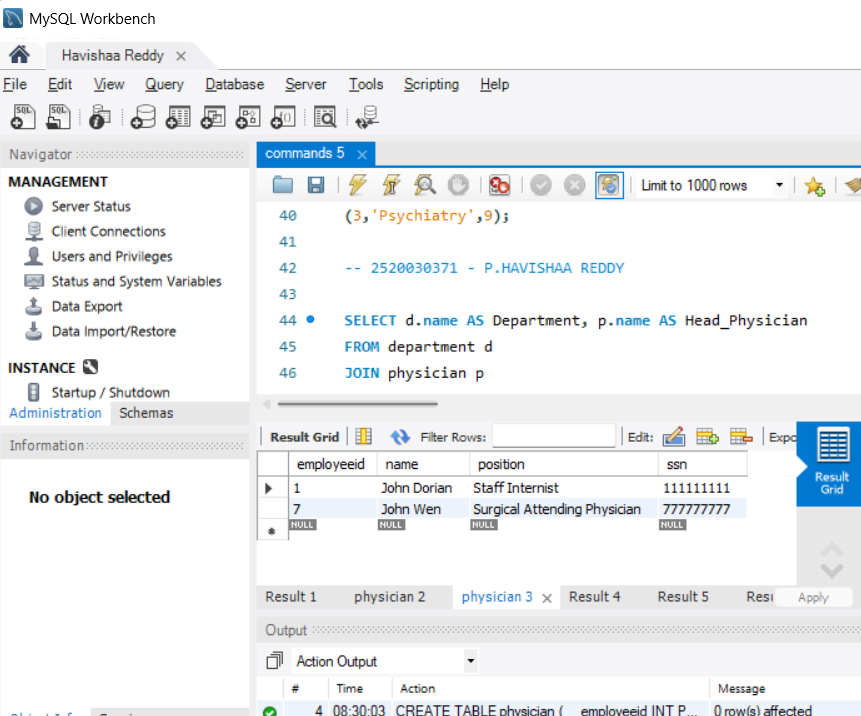 MySQL Workbench
Havishaa Reddy
File Edit View Query Database Server Tools Scripting Help
SQL SQL
Navigator
MANAGEMENT
Server Status
Client Connections
Users and Privileges
Status and System Variables
Data Export
Data Import/Restore
INSTANCE
Startup / Shutdown
Administration Schemas
Information
No object selected
commands 5
Limit to 1000 rows
40 (3,'Psychiatry',9);
41
42 -- 2520030371 - P.HAVISHAA REDDY
43
44 SELECT d.name AS Department, p.name AS Head_Physician
45 FROM department d
46 JOIN physician p
Result Grid Filter Rows: Edit: Expo
employeeid name position ssn
1 John Dorian Staff Internist 111111111
7 John Wen Surgical Attending Physician 777777777
NULL NULL NULL NULL
Result Grid
Result 1 physician 2 physician 3 Result 4 Result 5 Resu Apply
Output
Action Output
# Time Action Message
4 08:30:03 CREATE TABLE physician ( employeeid INT P... 0 row(s) affected